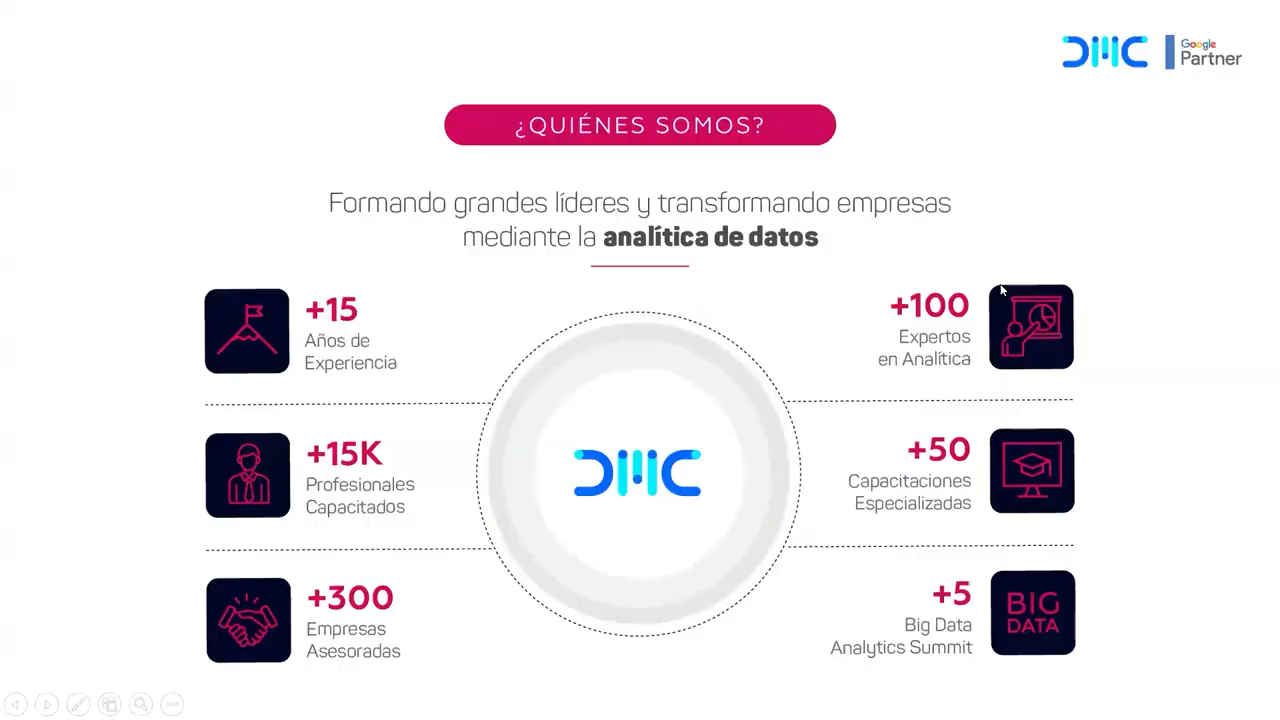 DMC
Google
Partner
¿QUIÉNES SOMOS?
Formando grandes líderes y transformando empresas
mediante la analítica de datos
+15
Años de
Experiencia
+15K
Profesionales
Capacitados
+300
Empresas
Asesoradas
DMC
+100
Expertos
en Analítica
+50
Capacitaciones
Especializadas
+5
Big Data
Analytics Summit
BIG
DATA